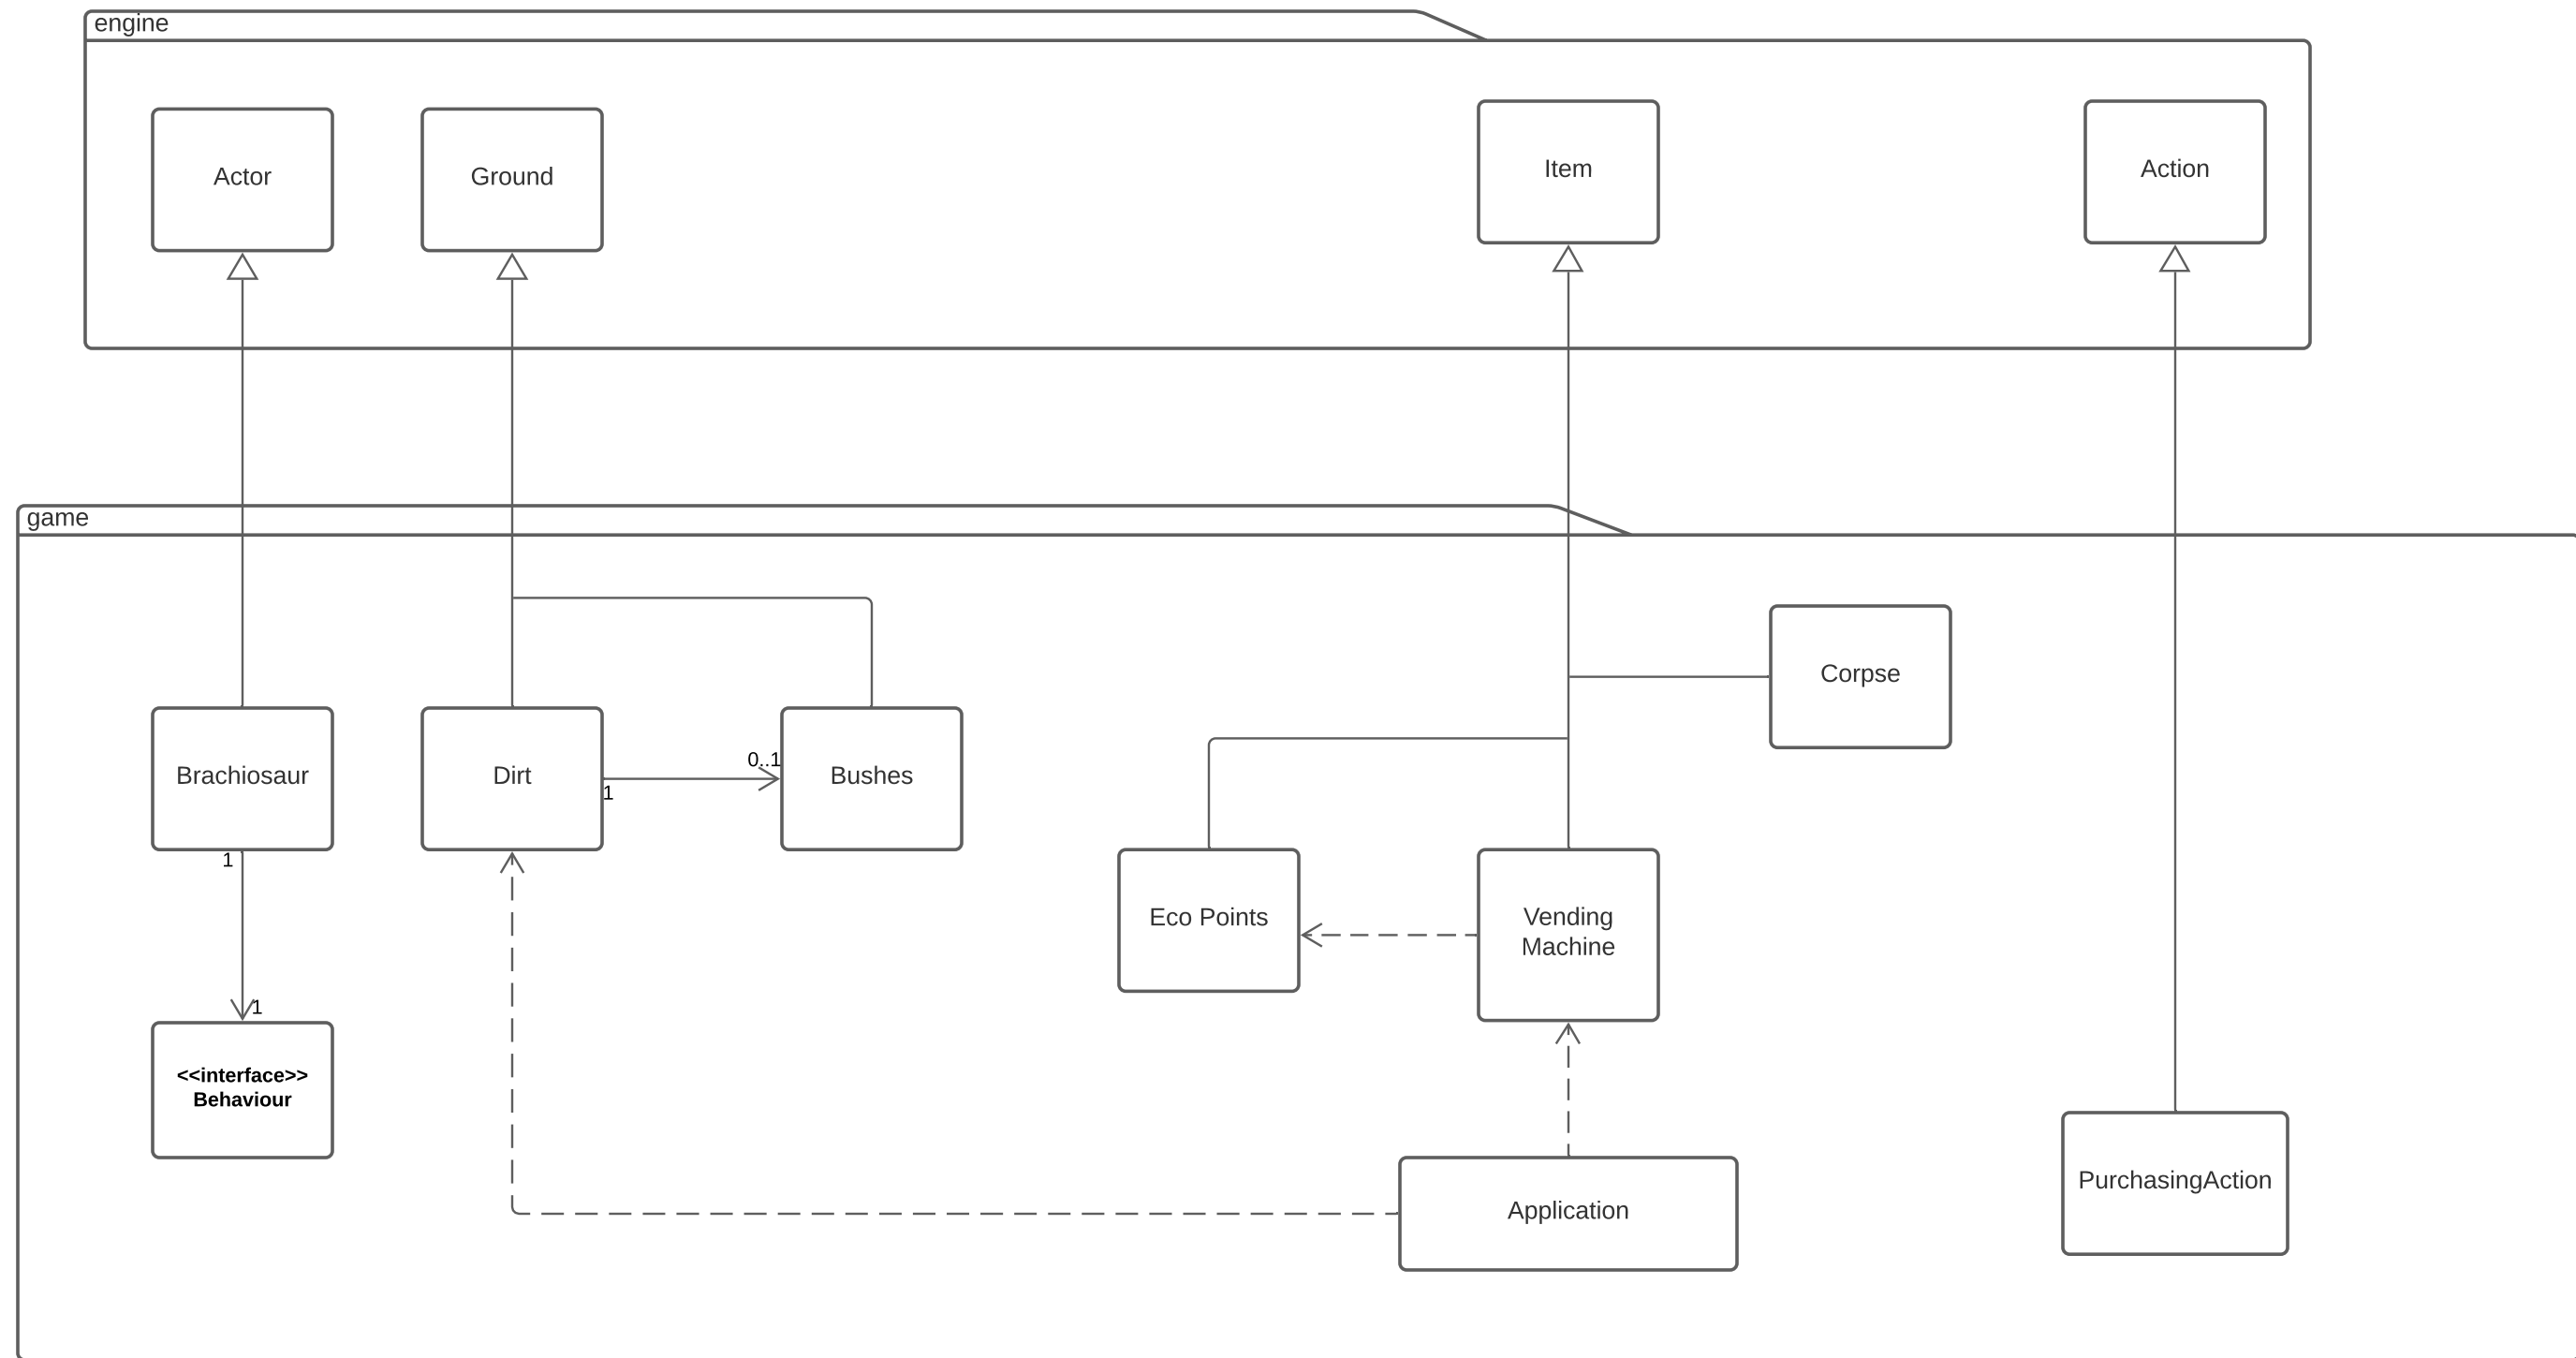 engine
Actor
Ground
Item
Action
game
Corpse
Brachiosaur
Dirt
0..1
1
Bushes
1
1
Eco Points
Vending
Machine
<<interface>>
Behaviour
Application
PurchasingAction